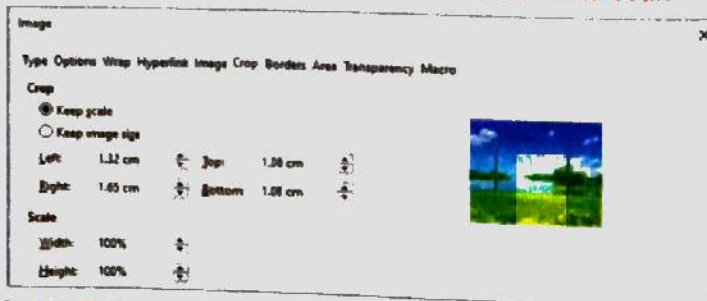 Image
Type Options Wrap Hyperlink Image Crop Borders Area Transparency Macro
Crop
Keep scale
Keep image size
Left: 1.32 cm Top: 1.08 cm
Right: 1.65 cm Bottom 1.08 cm
Scale
Width: 100%
Height: 100%